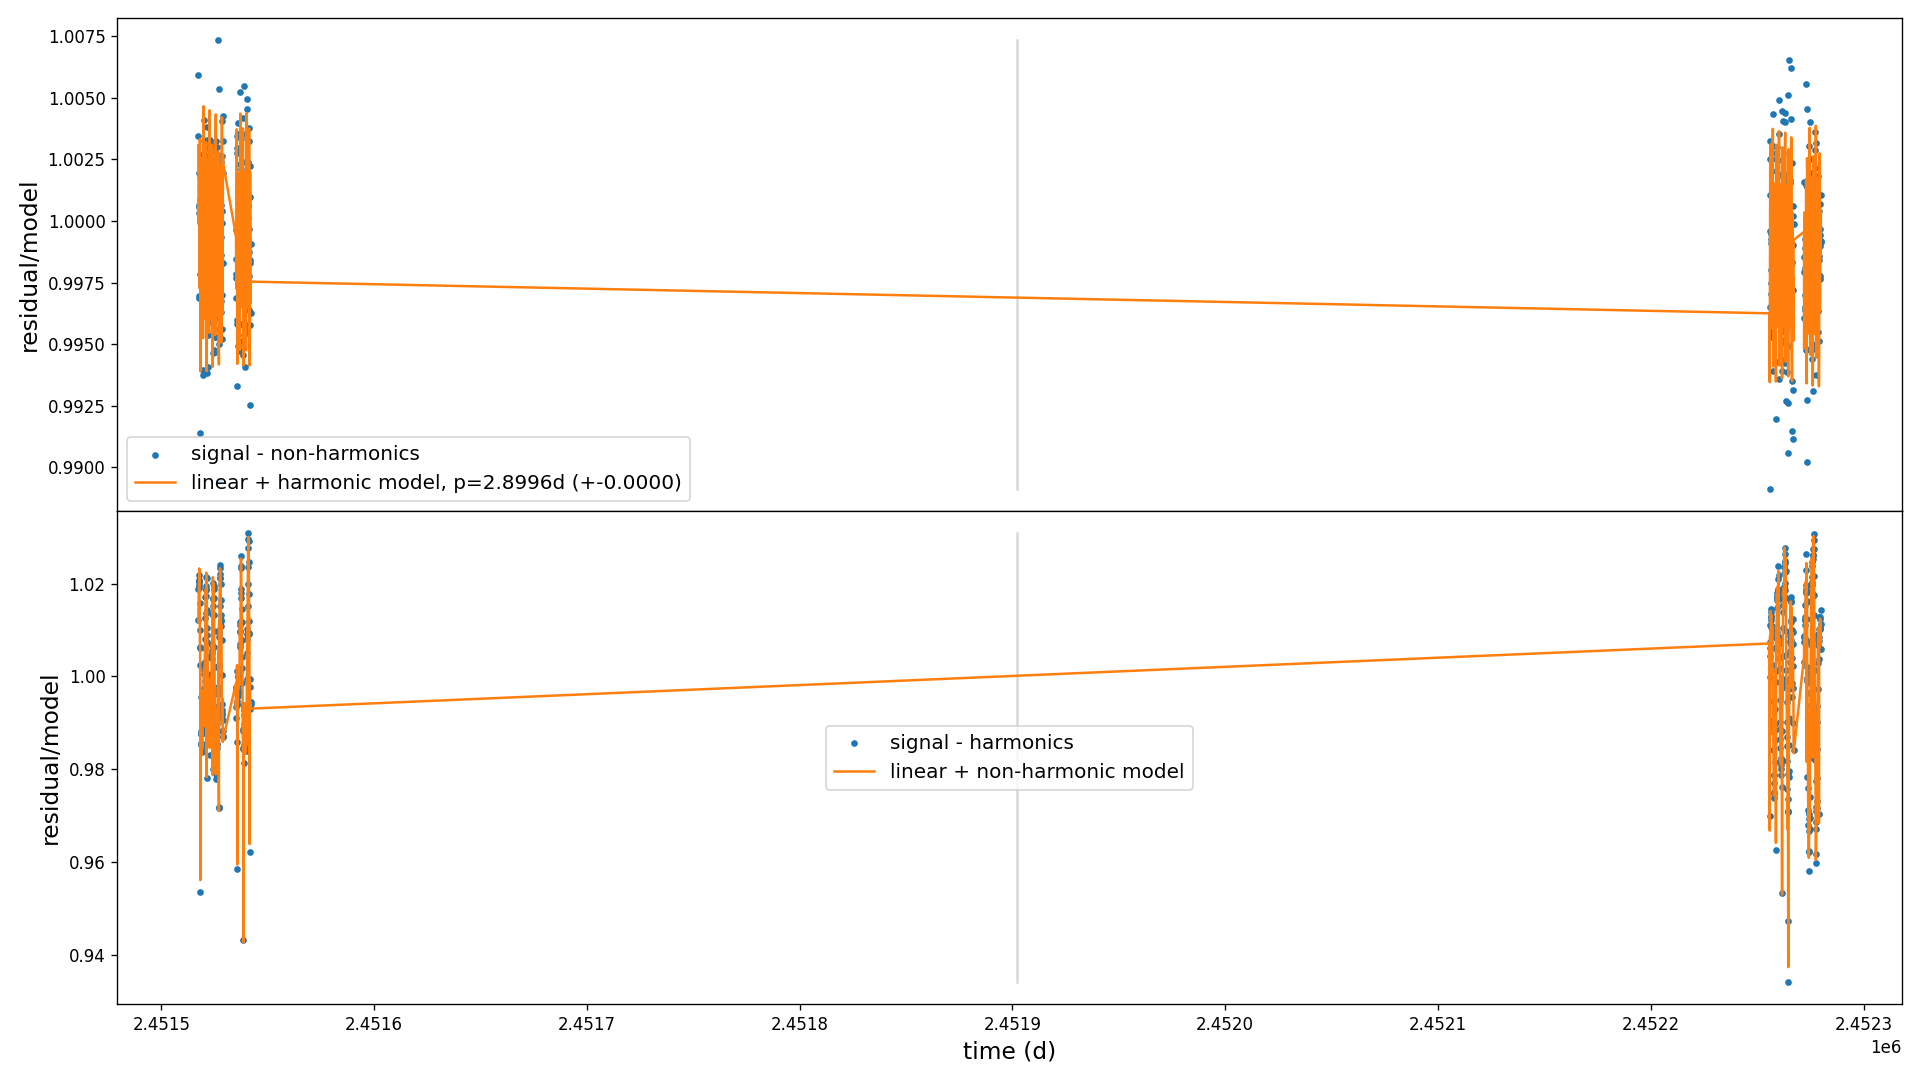 1.0075
1.0050
1.0025
1.0000
0.9975
0.9950
0.9925
0.9900
residual/model
signal - non-harmonics
linear + harmonic model, p=2.8996d (+-0.0000)
1.02
1.00
0.98
0.96
0.94
residual/model
signal - harmonics
linear + non-harmonic model
2.4515 2.4516 2.4517 2.4518 2.4519 2.4520 2.4521 2.4522 2.4523
1e6
time (d)